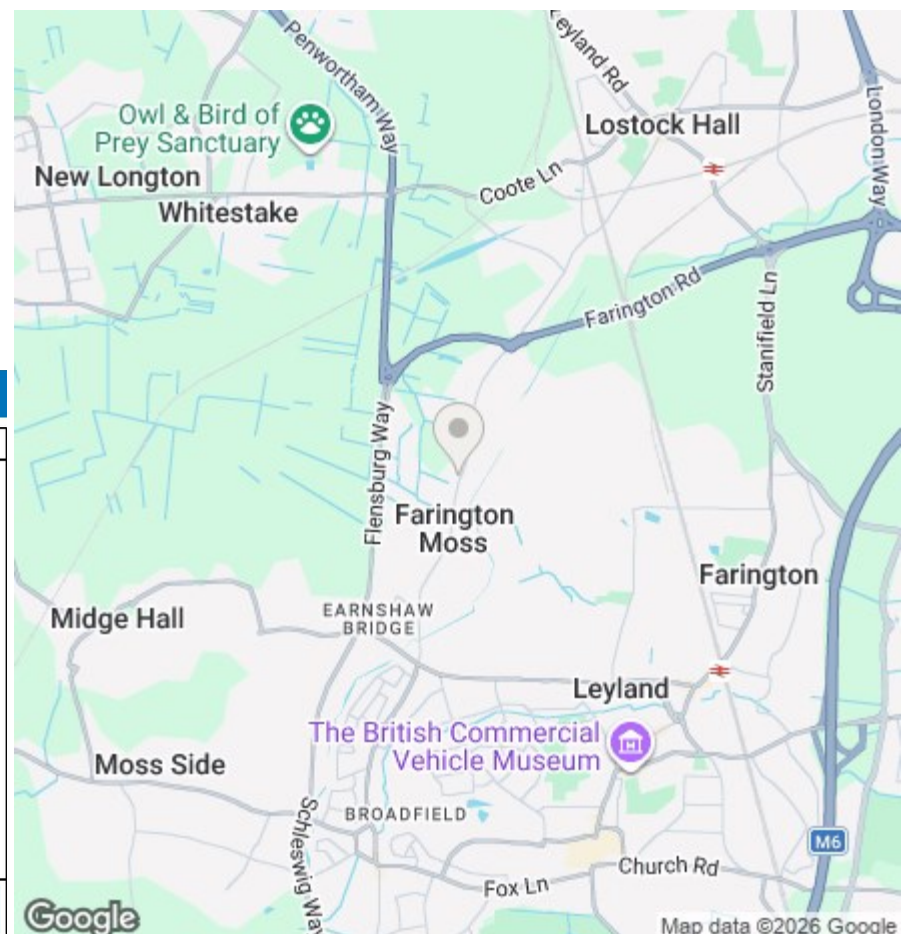 Penwortham Way
Leyland Rd
London Way
Owl & Bird of
Prey Sanctuary
Lostock Hall
New Longton
Coote Ln
Whitestake
Farington Rd
Stanifield Ln
Flensburg Way
Farington
Moss
Farington
Midge Hall
EARNSHAW
BRIDGE
Leyland
The British Commercial
Vehicle Museum
Moss Side
BROADFIELD
Schleswig Way
M6
Church Rd
Fox Ln
Google
Map data ©2026 Google